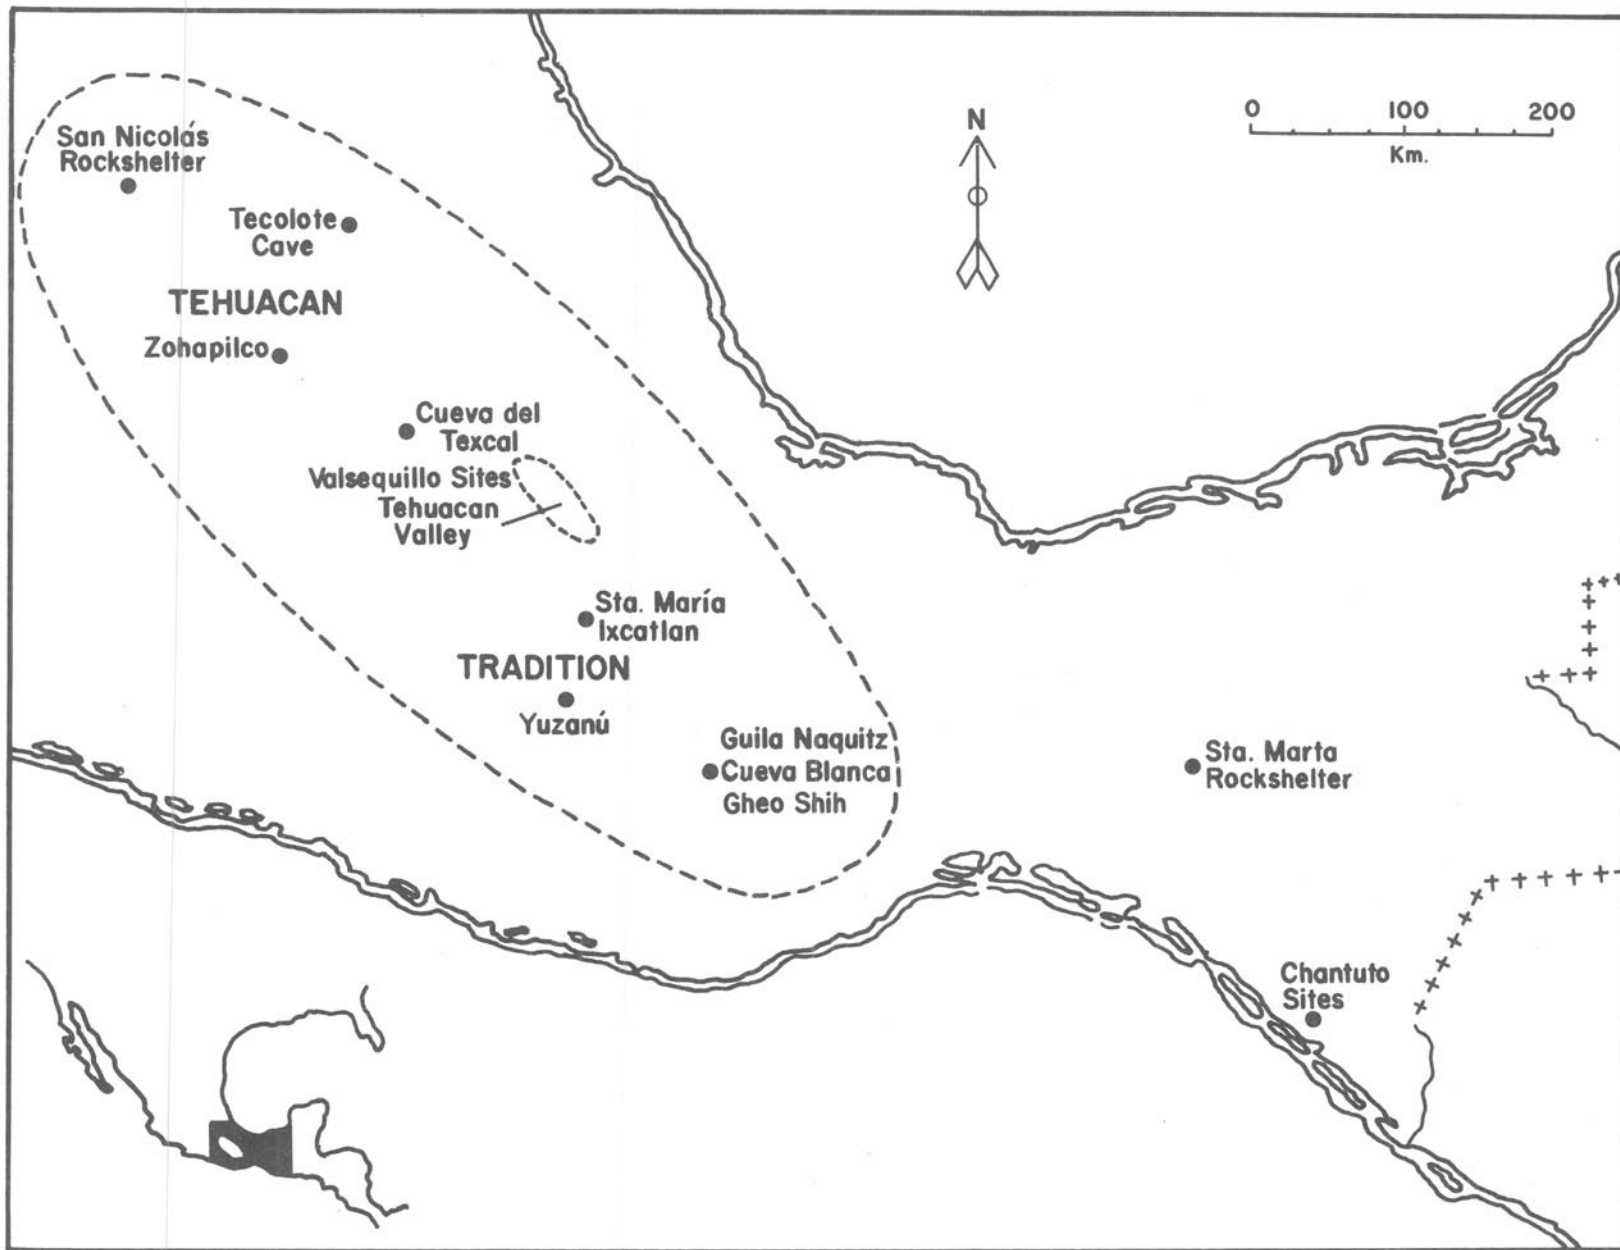 0 100 200
Km.
N
San Nicolás
Rockshelter
Tecolote
Cave
TEHUACAN
Zohapilco
Cueva del
Texcal
Valsequillo Sites
Tehuacan
Valley
Sta. María
Ixcatlan
TRADITION
Yuzanú
Guila Naquitz
Cueva Blanca
Gheo Shih
Sta. Marta
Rockshelter
Chantuto
Sites